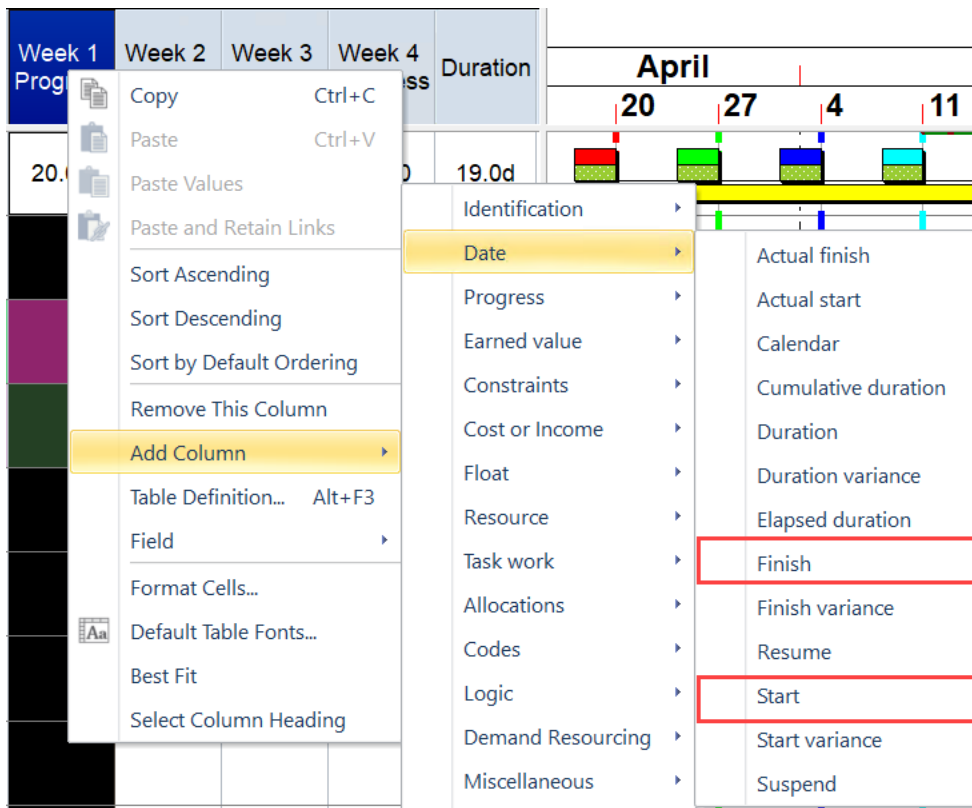 Week 1
Week 2
Week 3
Week 4
Duration
April
20
27
4
11
19.0d
Copy Ctrl+C
Paste Ctrl+V
Paste Values
Paste and Retain Links
Sort Ascending
Sort Descending
Sort by Default Ordering
Remove This Column
Add Column
Table Definition... Alt+F3
Field
Format Cells...
Default Table Fonts...
Best Fit
Select Column Heading
Identification
Date
Progress
Earned value
Constraints
Cost or Income
Float
Resource
Task work
Allocations
Codes
Logic
Demand Resourcing
Miscellaneous
Actual finish
Actual start
Calendar
Cumulative duration
Duration
Duration variance
Elapsed duration
Finish
Finish variance
Resume
Start
Start variance
Suspend